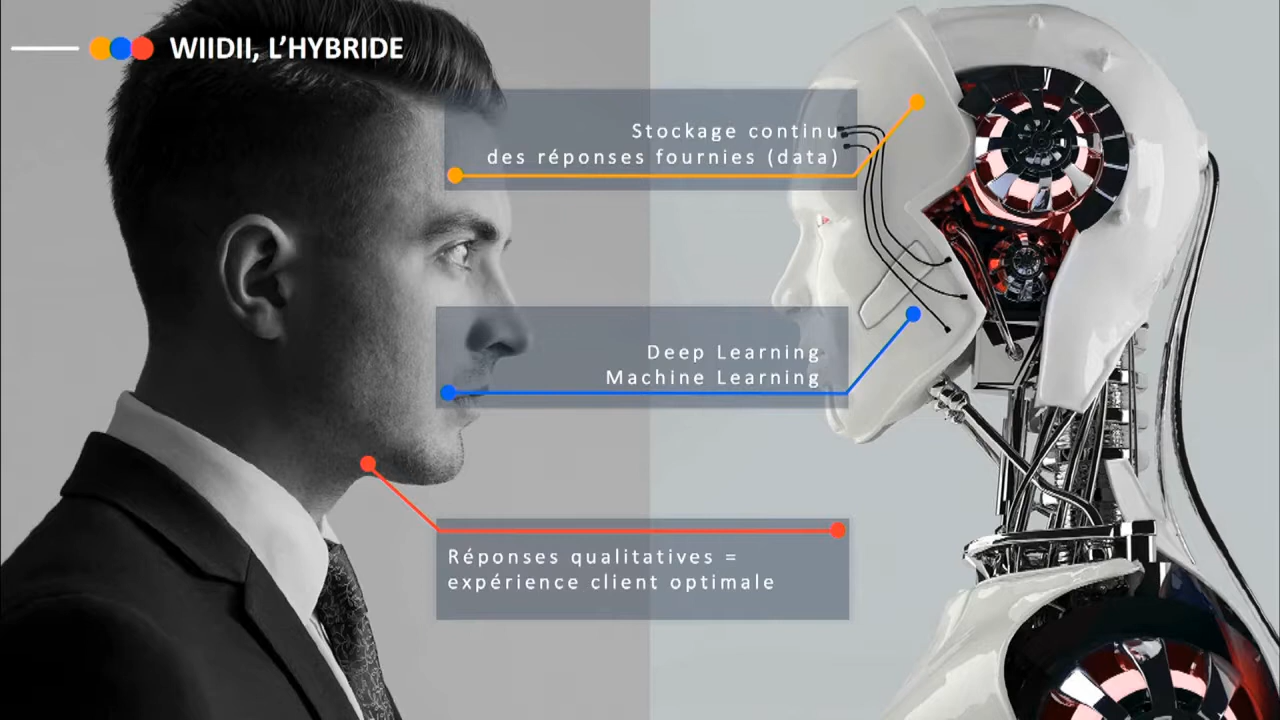 WIIDII, L'HYBRIDE
Stockage continu
des réponses fournies (data)
Deep Learning
Machine Learning
Réponses qualitatives =
expérience client optimale